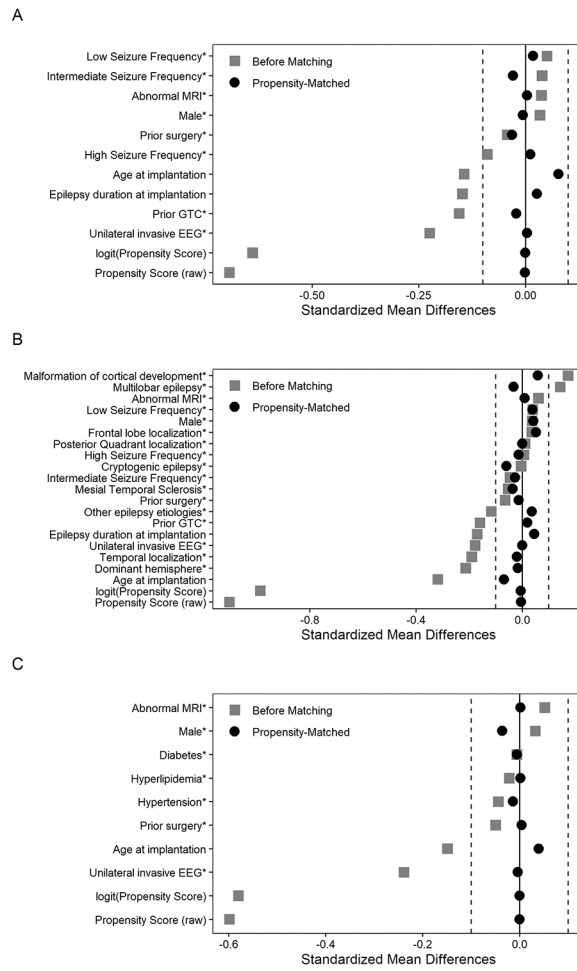 A
Low Seizure Frequency*
Before Matching
Intermediate Seizure Frequency*
Propensity-Matched
Abnormal MRI*
Male*
Prior surgery*
High Seizure Frequency*
Age at implantation
Epilepsy duration at implantation
Prior GTC*
Unilateral invasive EEG*
logit(Propensity Score)
Propensity Score (raw)
-0.50 -0.25 0.00
Standardized Mean Differences
B
Malformation of cortical development*
Before Matching
Multilobar epilepsy*
Abnormal MRI*
Propensity-Matched
Low Seizure Frequency*
Male*
Frontal lobe localization*
Posterior Quadrant localization*
High Seizure Frequency*
Cryptogenic epilepsy*
Intermediate Seizure Frequency*
Mesial Temporal Sclerosis*
Prior surgery*
Other epilepsy etiologies*
Prior GTC*
Epilepsy duration at implantation
Unilateral invasive EEG*
Temporal localization*
Dominant hemisphere*
Age at implantation
logit(Propensity Score)
Propensity Score (raw)
-0.8 -0.4 0.0
Standardized Mean Differences
C
Abnormal MRI*
Before Matching
Male*
Propensity-Matched
Diabetes*
Hyperlipidemia*
Hypertension*
Prior surgery*
Age at implantation
Unilateral invasive EEG*
logit(Propensity Score)
Propensity Score (raw)
-0.6 -0.4 -0.2 0.0
Standardized Mean Differences